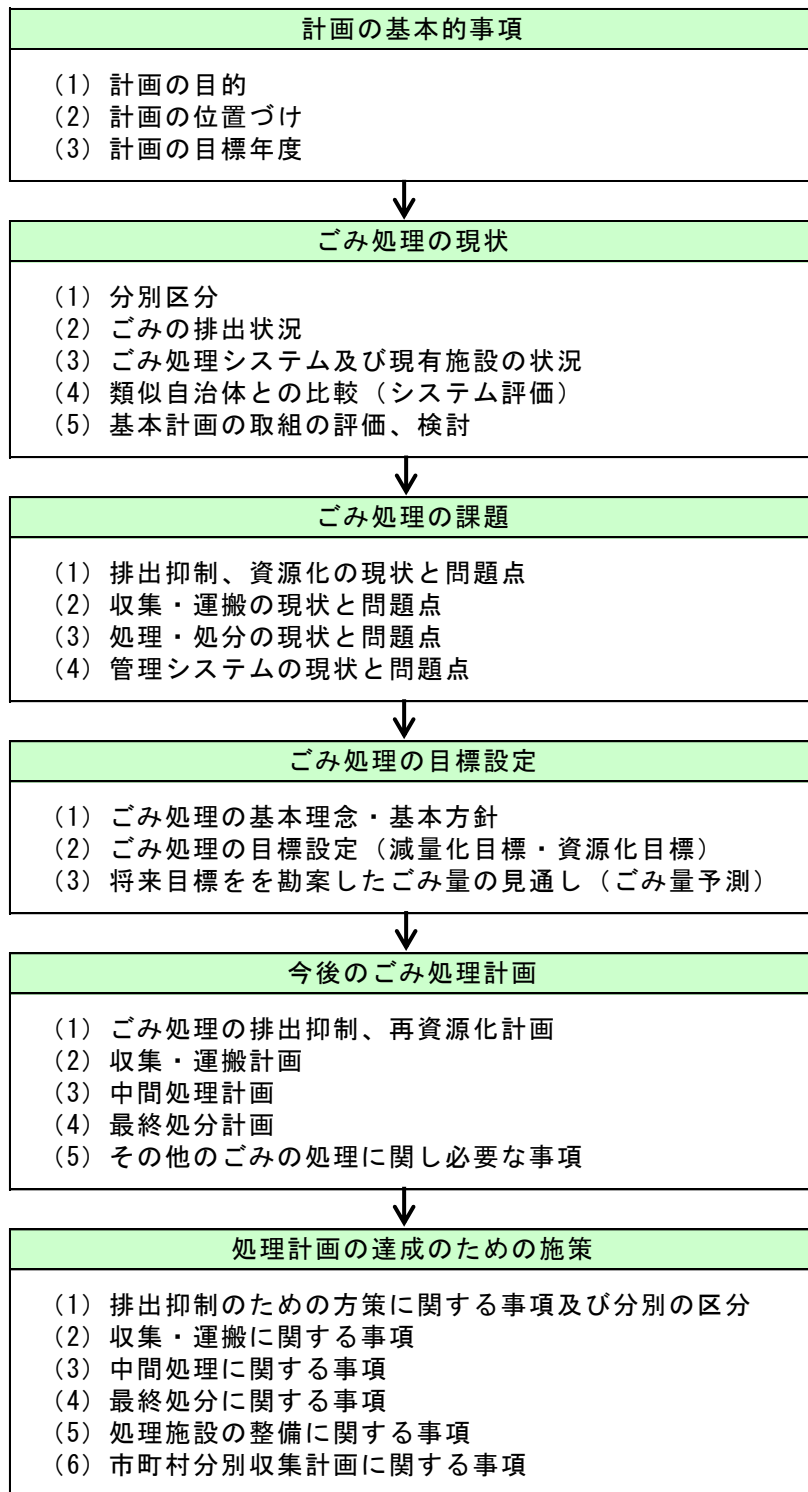 計画の基本的事項
(1) 計画の目的
(2) 計画の位置づけ
(3) 計画の目標年度
ごみ処理の現状
(1) 分別区分
(2) ごみの排出状況
(3) ごみ処理システム及び現有施設の状況
(4) 類似自治体との比較（システム評価）
(5) 基本計画の取組の評価、検討
ごみ処理の課題
(1) 排出抑制、資源化の現状と問題点
(2) 収集・運搬の現状と問題点
(3) 処理・処分の現状と問題点
(4) 管理システムの現状と問題点
ごみ処理の目標設定
(1) ごみ処理の基本理念・基本方針
(2) ごみ処理の目標設定（減量化目標・資源化目標）
(3) 将来目標をを勘案したごみ量の見通し（ごみ量予測）
今後のごみ処理計画
(1) ごみ処理の排出抑制、再資源化計画
(2) 収集・運搬計画
(3) 中間処理計画
(4) 最終処分計画
(5) その他のごみの処理に関し必要な事項
処理計画の達成のための施策
(1) 排出抑制のための方策に関する事項及び分別の区分
(2) 収集・運搬に関する事項
(3) 中間処理に関する事項
(4) 最終処分に関する事項
(5) 処理施設の整備に関する事項
(6) 市町村分別収集計画に関する事項